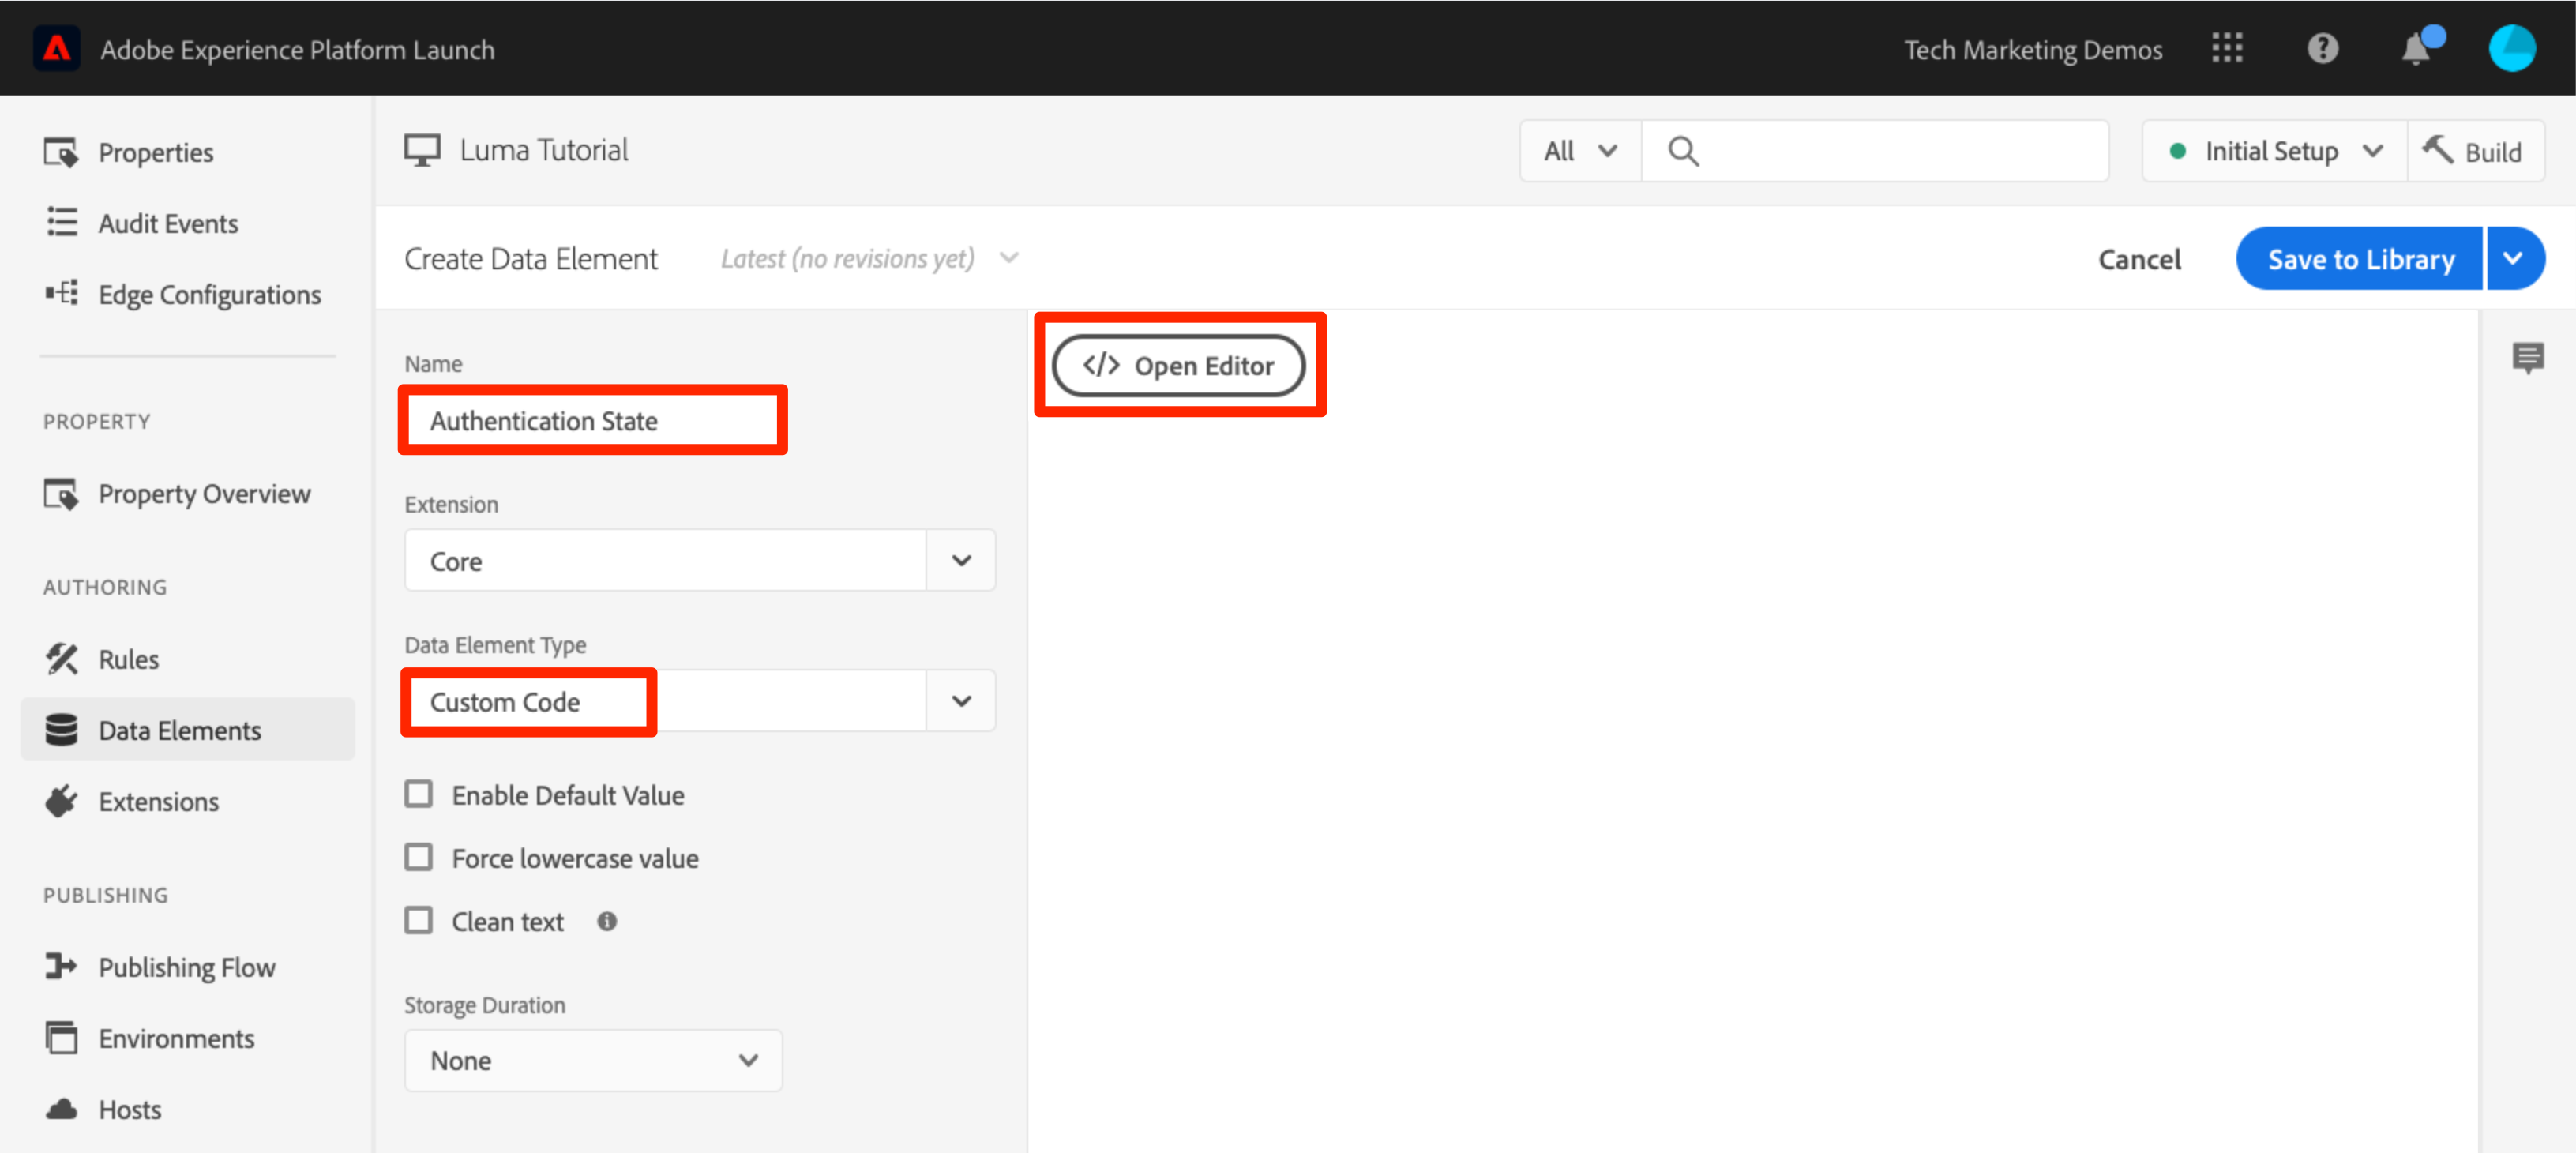 Adobe Experience Platform Launch
Tech Marketing Demos
Properties
Audit Events
Edge Configurations
PROPERTY
Property Overview
AUTHORING
Rules
Data Elements
Extensions
PUBLISHING
Publishing Flow
Environments
Hosts
Luma Tutorial
All
Initial Setup
Build
Create Data Element
Latest (no revisions yet)
Cancel
Save to Library
Name
Authentication State
Extension
Core
Data Element Type
Custom Code
Enable Default Value
Force lowercase value
Clean text
Storage Duration
None
</> Open Editor